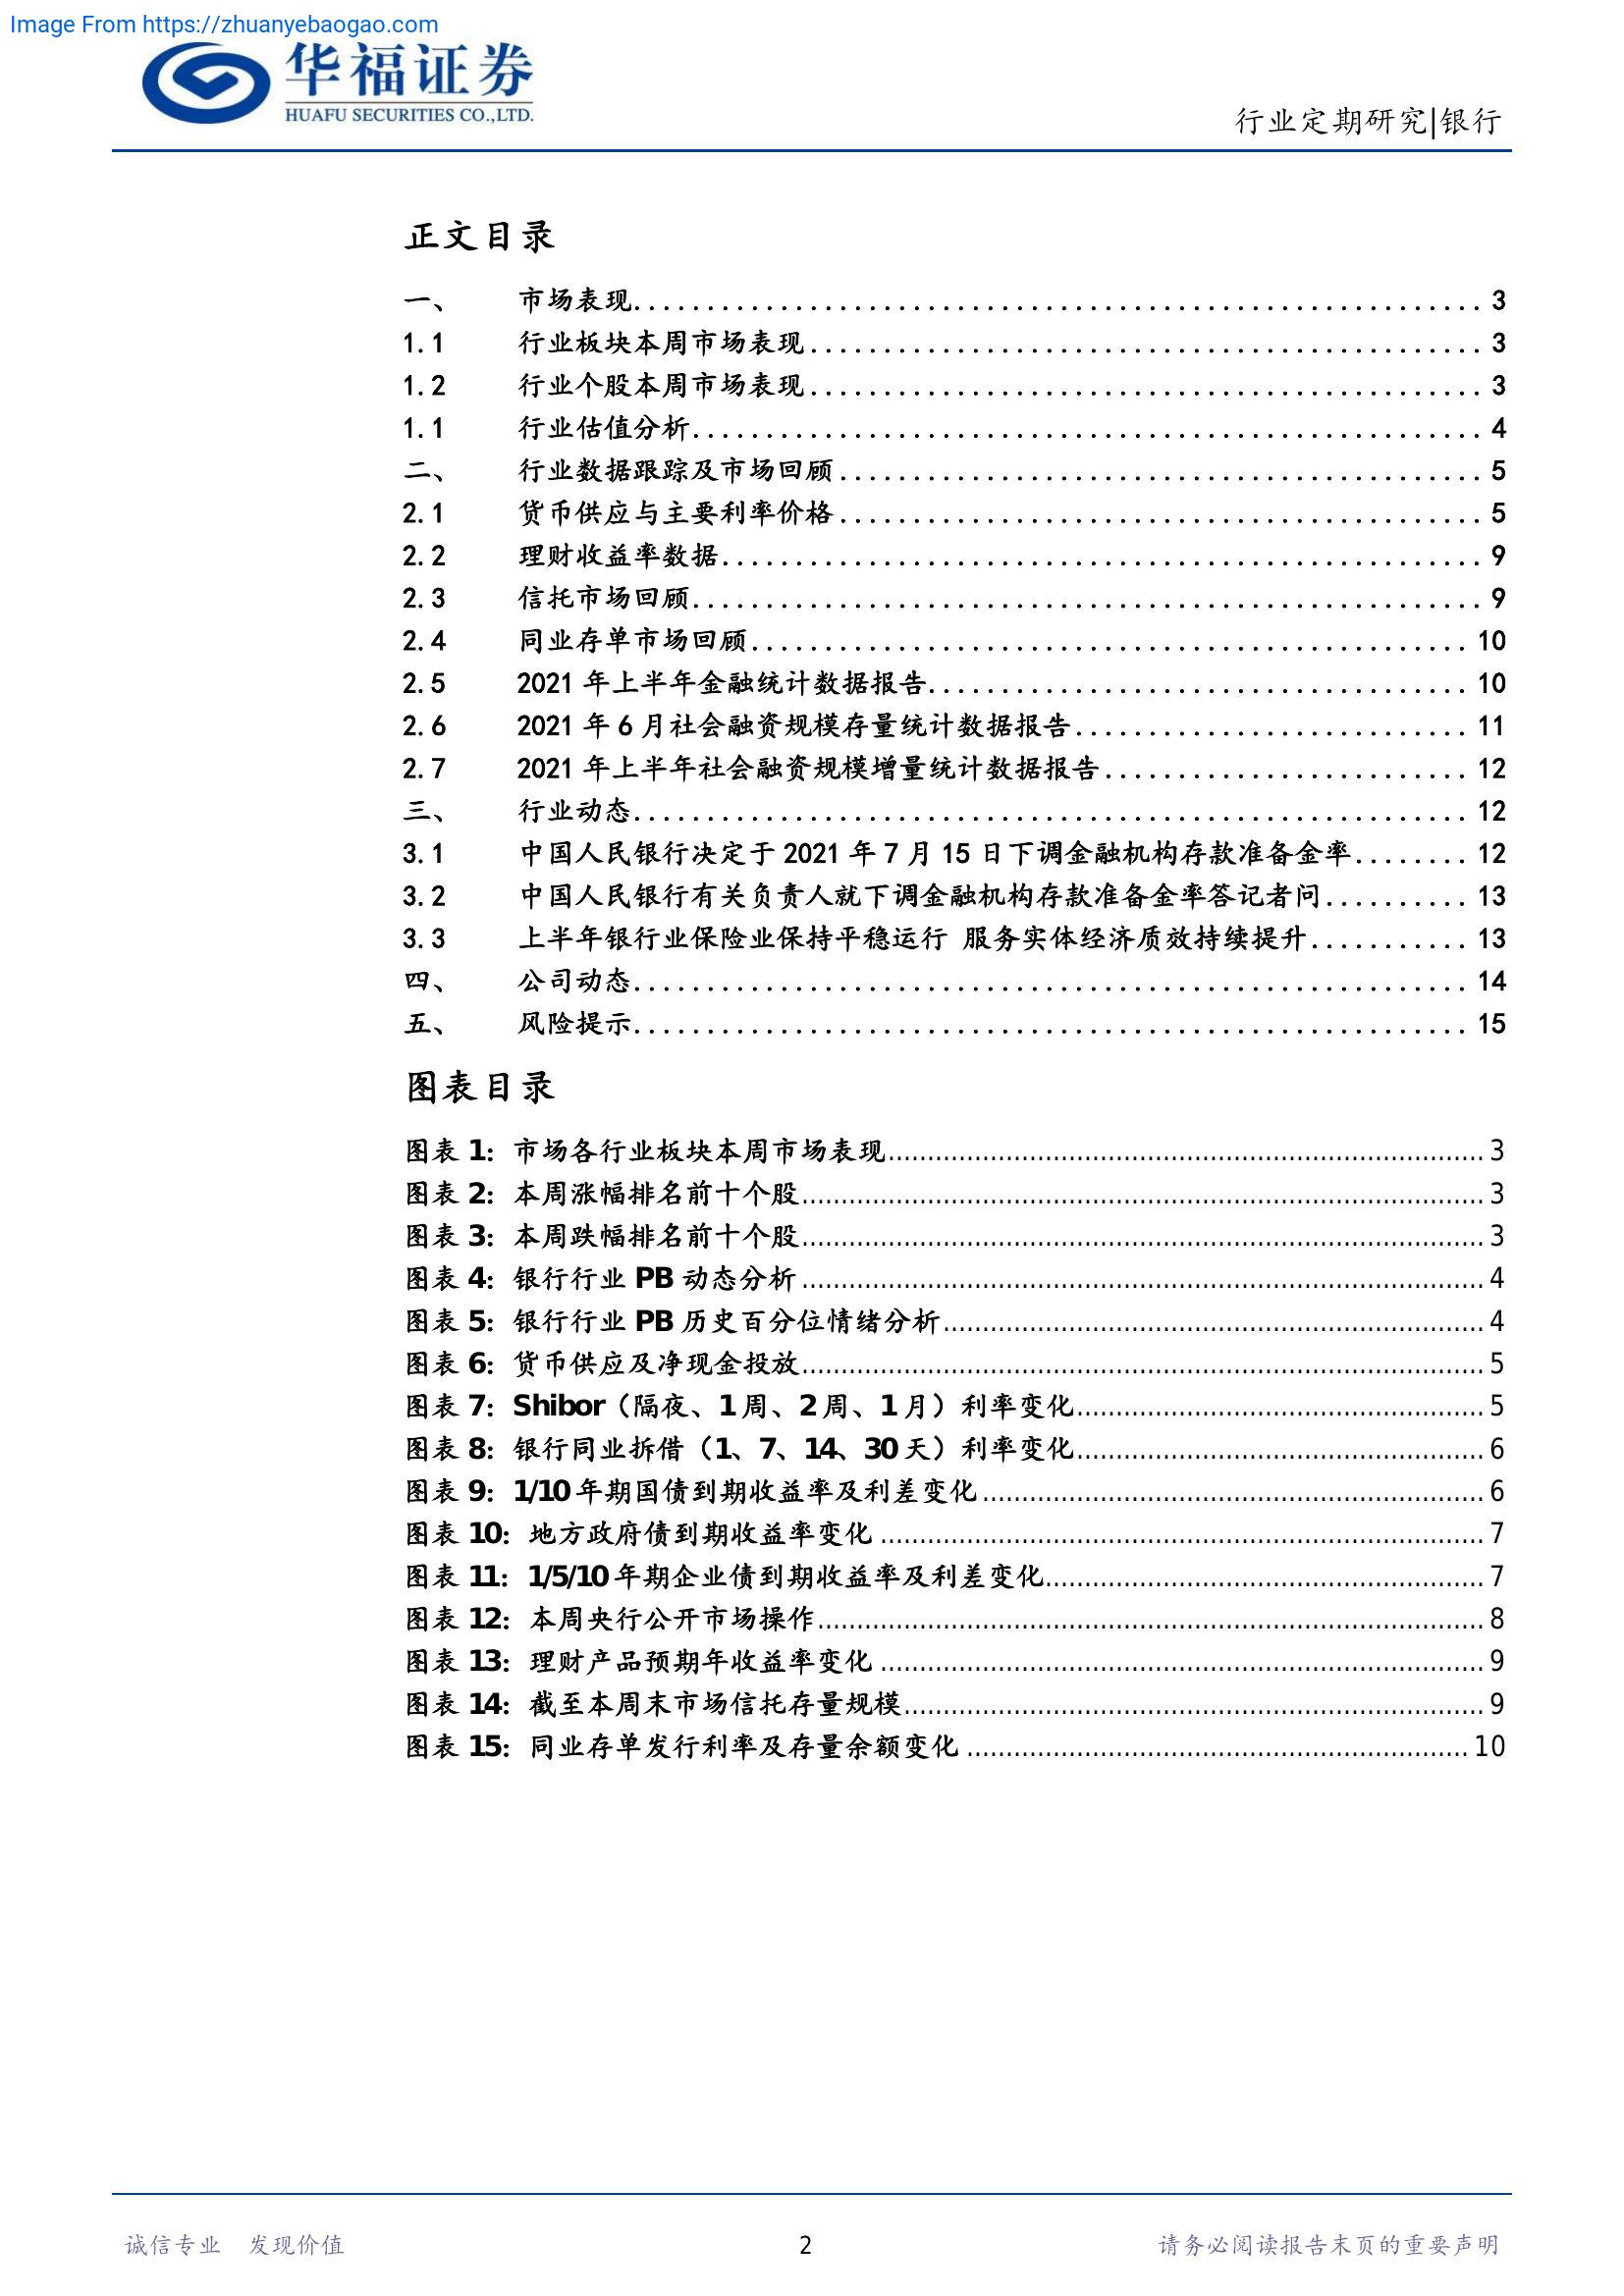 Image From https://zhuanyebaogao.com
华福证券
HUAFU SECURITIES CO.,LTD.
行业定期研究|银行
正文目录
一、 市场表现 3
1.1 行业板块本周市场表现 3
1.2 行业个股本周市场表现 3
1.1 行业估值分析 4
二、 行业数据跟踪及市场回顾 5
2.1 货币供应与主要利率价格 5
2.2 理财收益率数据 9
2.3 信托市场回顾 9
2.4 同业存单市场回顾 10
2.5 2021 年上半年金融统计数据报告 10
2.6 2021 年 6 月社会融资规模存量统计数据报告 11
2.7 2021 年上半年社会融资规模增量统计数据报告 12
三、 行业动态 12
3.1 中国人民银行决定于 2021 年 7 月 15 日下调金融机构存款准备金率 12
3.2 中国人民银行有关负责人就下调金融机构存款准备金率答记者问 13
3.3 上半年银行业保险业保持平稳运行 服务实体经济质效持续提升 13
四、 公司动态 14
五、 风险提示 15
图表目录
图表 1：市场各行业板块本周市场表现 3
图表 2：本周涨幅排名前十个股 3
图表 3：本周跌幅排名前十个股 3
图表 4：银行行业 PB 动态分析 4
图表 5：银行行业 PB 历史百分位情绪分析 4
图表 6：货币供应及净现金投放 5
图表 7：Shibor（隔夜、1 周、2 周、1 月）利率变化 5
图表 8：银行同业拆借（1、7、14、30 天）利率变化 6
图表 9：1/10 年期国债到期收益率及利差变化 6
图表 10：地方政府债到期收益率变化 7
图表 11：1/5/10 年期企业债到期收益率及利差变化 7
图表 12：本周央行公开市场操作 8
图表 13：理财产品预期年收益率变化 9
图表 14：截至本周末市场信托存量规模 9
图表 15：同业存单发行利率及存量余额变化 10
诚信专业 发现价值 2 请务必阅读报告末页的重要声明